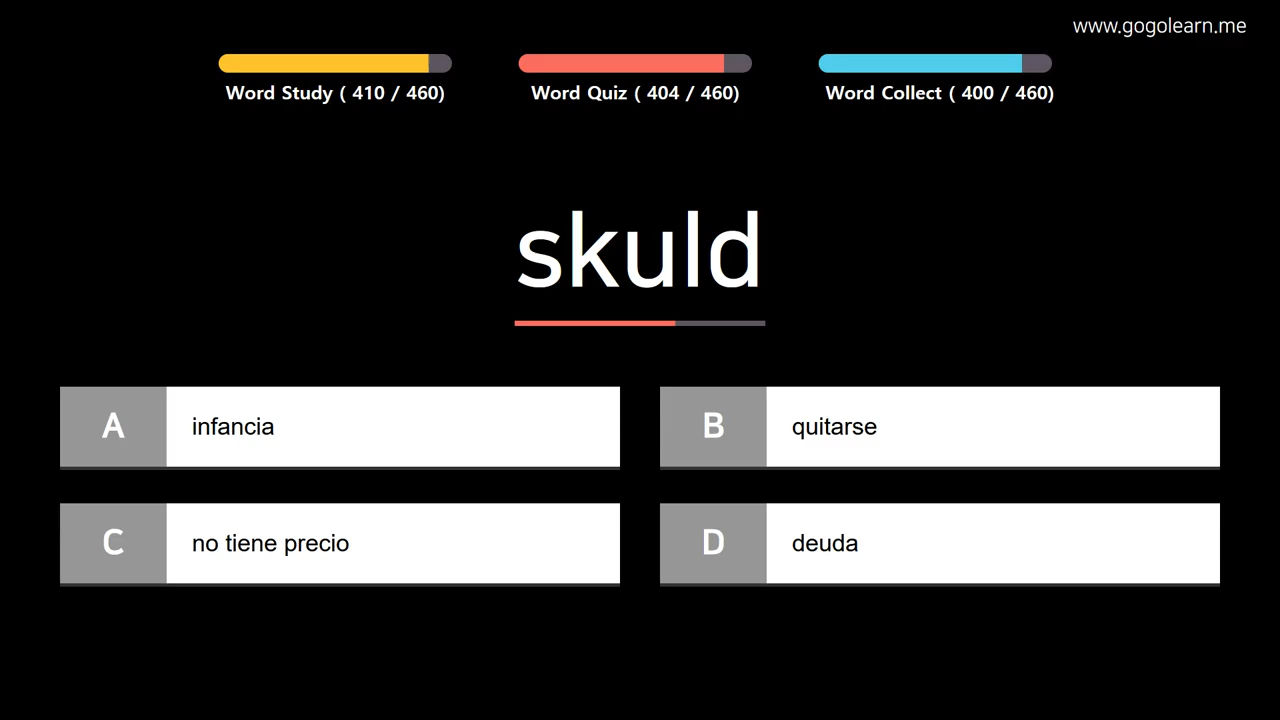 www.gogolearn.me
Word Study ( 410 / 460)
Word Quiz ( 404 / 460)
Word Collect ( 400 / 460)
skuld
A infancia
B quitarse
C no tiene precio
D deuda